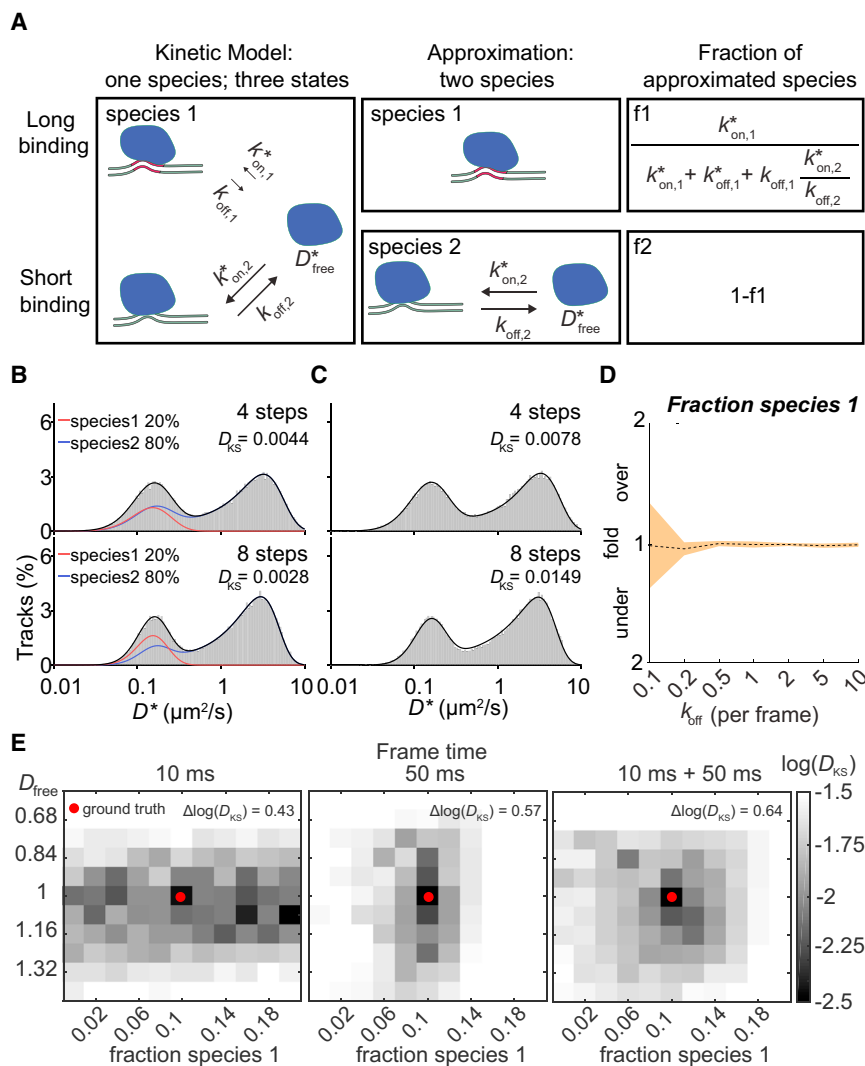 A
Kinetic Model:
one species; three states
Approximation:
two species
Fraction of
approximated species
Long
binding
Short
binding
species 1
k*on,1
koff,1
D*free
k*on,2
koff,2
species 1
species 2
k*on,2
koff,2
D*free
f1
k*on,1
k*on,1 + k*off,1 + koff,1 k*on,2
koff,2
f2
1-f1
B
C
D
species1 20%
species2 80%
4 steps
DKS = 0.0044
species1 20%
species2 80%
8 steps
DKS = 0.0028
6
3
0
6
3
0
Tracks (%)
0.01 0.1 1 10
D* (µm²/s)
4 steps
DKS = 0.0078
8 steps
DKS = 0.0149
0.01 0.1 1 10
D* (µm²/s)
Fraction species 1
2
1
2
over
fold
under
0.1 0.2 0.5 1 2 5 10
koff (per frame)
E
Frame time
10 ms
50 ms
10 ms + 50 ms
log(DKS)
Dfree
0.68
0.84
1
1.16
1.32
ground truth
Δlog(DKS) = 0.43
Δlog(DKS) = 0.57
Δlog(DKS) = 0.64
-1.5
-1.75
-2
-2.25
-2.5
0.02 0.06 0.1 0.14 0.18
0.02 0.06 0.1 0.14 0.18
0.02 0.06 0.1 0.14 0.18
fraction species 1
fraction species 1
fraction species 1